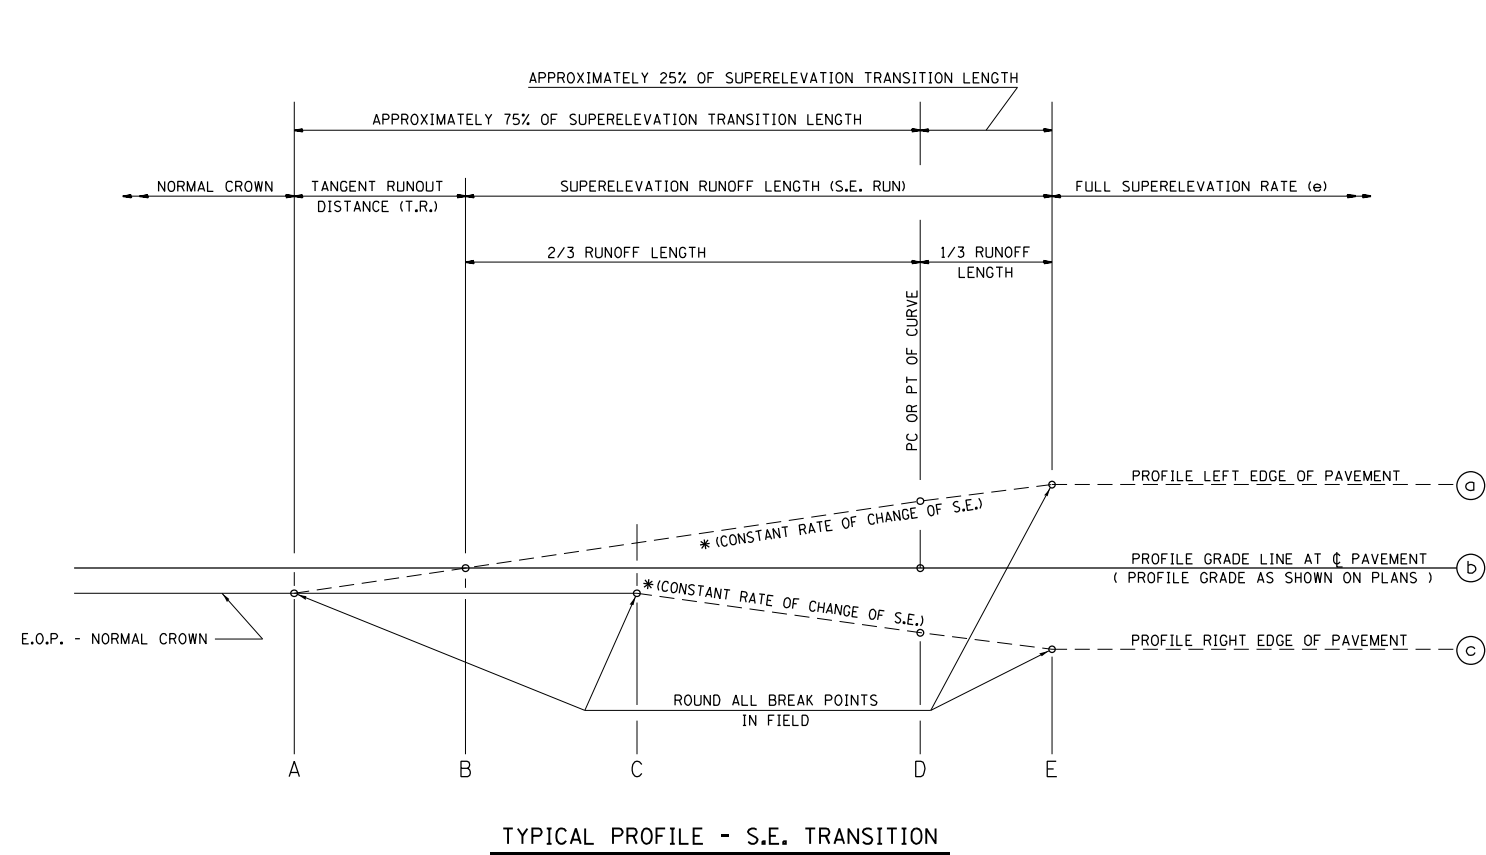 APPROXIMATELY 25% OF SUPERELEVATION TRANSITION LENGTH
APPROXIMATELY 75% OF SUPERELEVATION TRANSITION LENGTH
NORMAL CROWN
TANGENT RUNOUT
DISTANCE (T.R.)
SUPERELEVATION RUNOFF LENGTH (S.E. RUN)
FULL SUPERELEVATION RATE (e)
2/3 RUNOFF LENGTH
1/3 RUNOFF
LENGTH
PC OR PT OF CURVE
PROFILE LEFT EDGE OF PAVEMENT
a
* (CONSTANT RATE OF CHANGE OF S.E.)
PROFILE GRADE LINE AT ℄ PAVEMENT
( PROFILE GRADE AS SHOWN ON PLANS )
b
* (CONSTANT RATE OF CHANGE OF S.E.)
E.O.P. - NORMAL CROWN
PROFILE RIGHT EDGE OF PAVEMENT
c
ROUND ALL BREAK POINTS
IN FIELD
A B C D E
TYPICAL PROFILE - S.E. TRANSITION